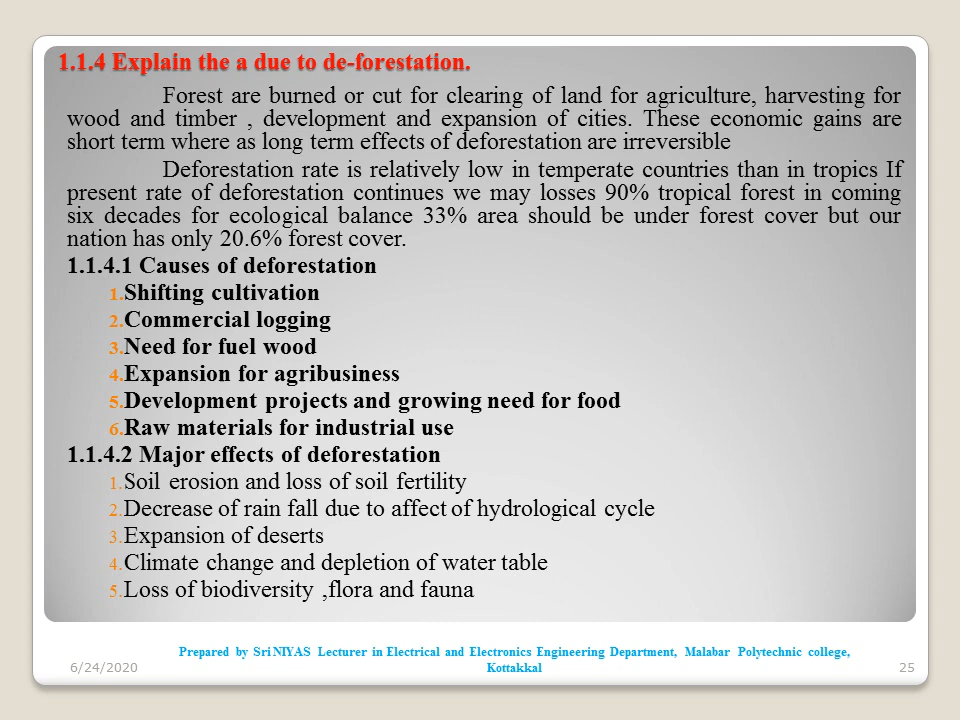 1.1.4 Explain the a due to de-forestation.
Forest are burned or cut for clearing of land for agriculture, harvesting for
wood and timber , development and expansion of cities. These economic gains are
short term where as long term effects of deforestation are irreversible
Deforestation rate is relatively low in temperate countries than in tropics If
present rate of deforestation continues we may losses 90% tropical forest in coming
six decades for ecological balance 33% area should be under forest cover but our
nation has only 20.6% forest cover.
1.1.4.1 Causes of deforestation
1.Shifting cultivation
2.Commercial logging
3.Need for fuel wood
4.Expansion for agribusiness
5.Development projects and growing need for food
6.Raw materials for industrial use
1.1.4.2 Major effects of deforestation
1.Soil erosion and loss of soil fertility
2.Decrease of rain fall due to affect of hydrological cycle
3.Expansion of deserts
4.Climate change and depletion of water table
5.Loss of biodiversity ,flora and fauna
Prepared by Sri NIYAS Lecturer in Electrical and Electronics Engineering Department, Malabar Polytechnic college,
6/24/2020 Kottakkal 25